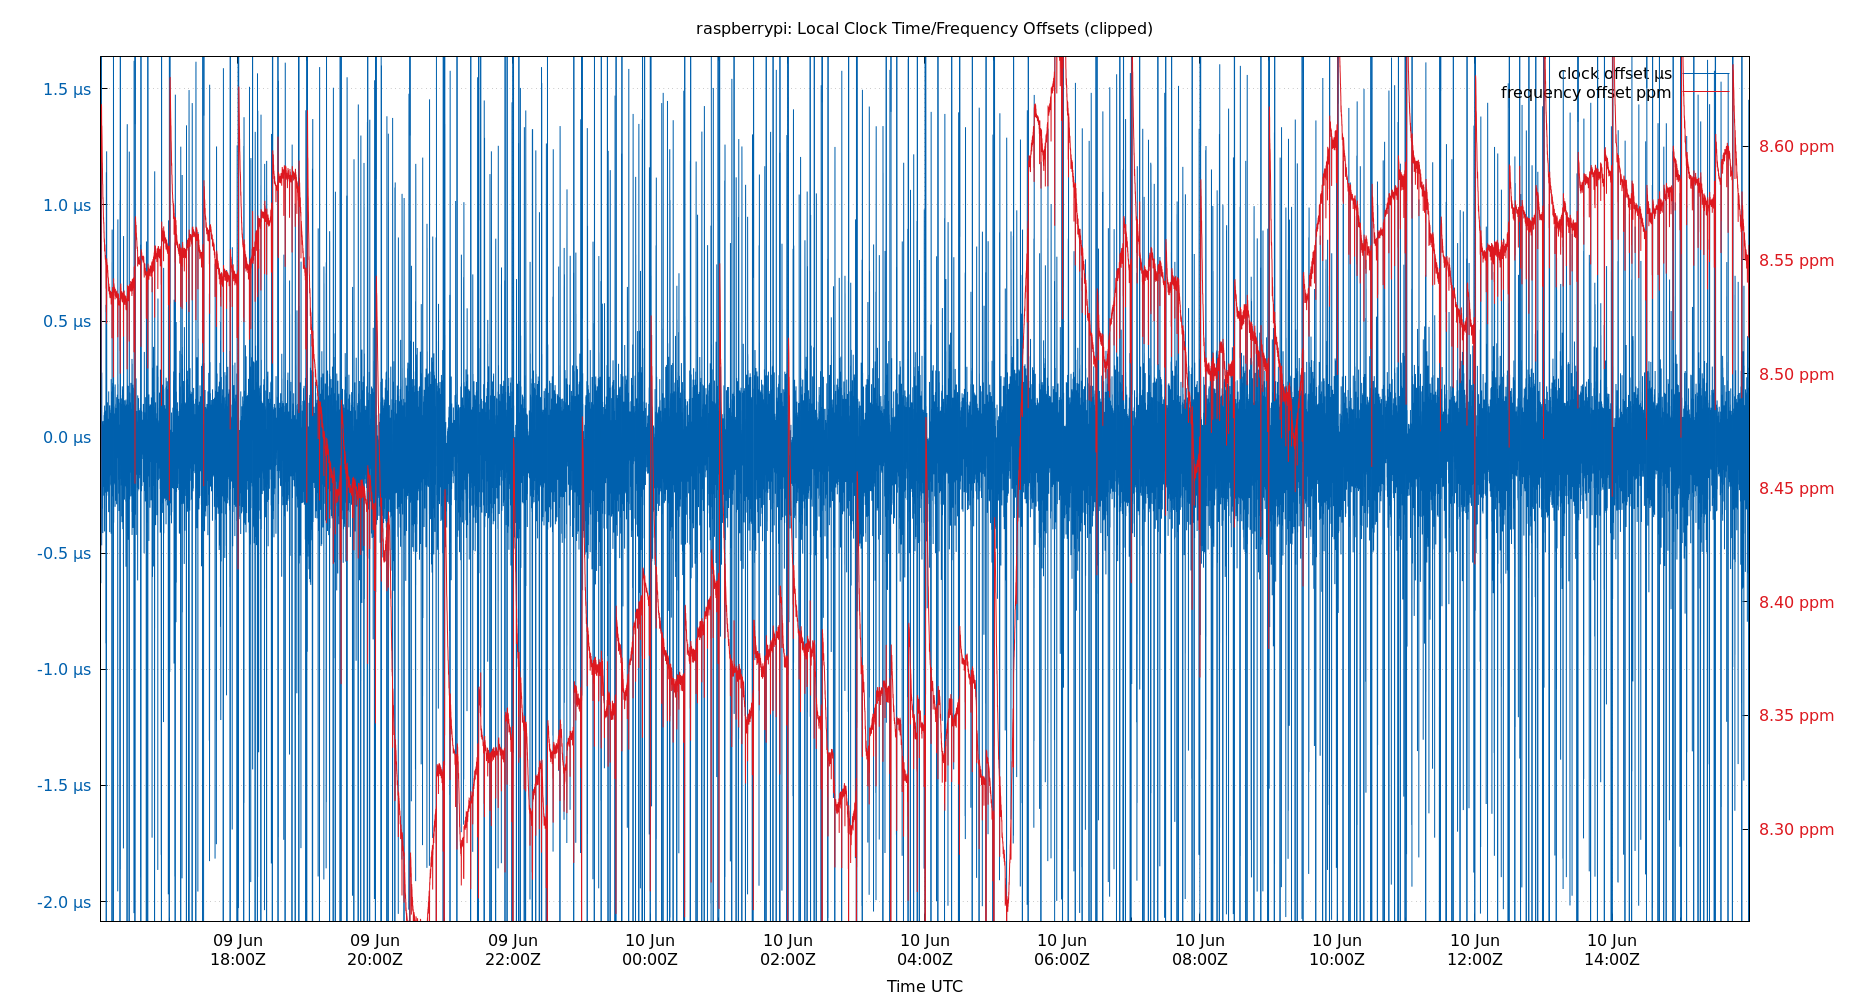 raspberrypi: Local Clock Time/Frequency Offsets (clipped)
clock offset µs
frequency offset ppm
1.5 µs
1.0 µs
0.5 µs
0.0 µs
-0.5 µs
-1.0 µs
-1.5 µs
-2.0 µs
8.60 ppm
8.55 ppm
8.50 ppm
8.45 ppm
8.40 ppm
8.35 ppm
8.30 ppm
09 Jun
18:00Z
09 Jun
20:00Z
09 Jun
22:00Z
10 Jun
00:00Z
10 Jun
02:00Z
10 Jun
04:00Z
10 Jun
06:00Z
10 Jun
08:00Z
10 Jun
10:00Z
10 Jun
12:00Z
10 Jun
14:00Z
Time UTC